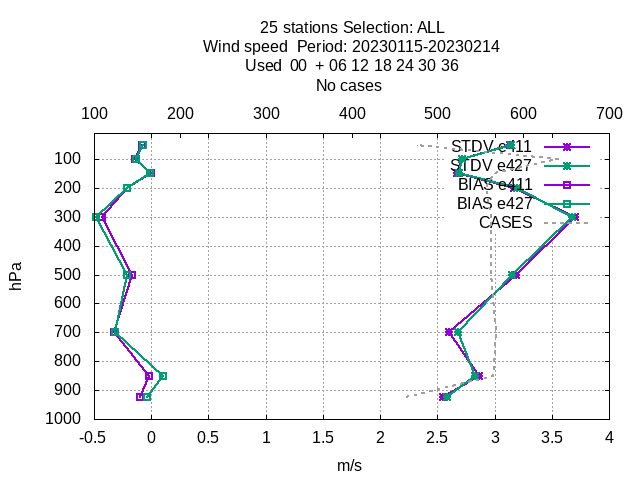 25 stations Selection: ALL
Wind speed  Period: 20230115-20230214
Used  00  + 06 12 18 24 30 36
No cases
100 200 300 400 500 600 700
STDV e411
STDV e427
BIAS e411
BIAS e427
CASES
100
200
300
400
500
600
700
800
900
1000
hPa
-0.5 0 0.5 1 1.5 2 2.5 3 3.5 4
m/s